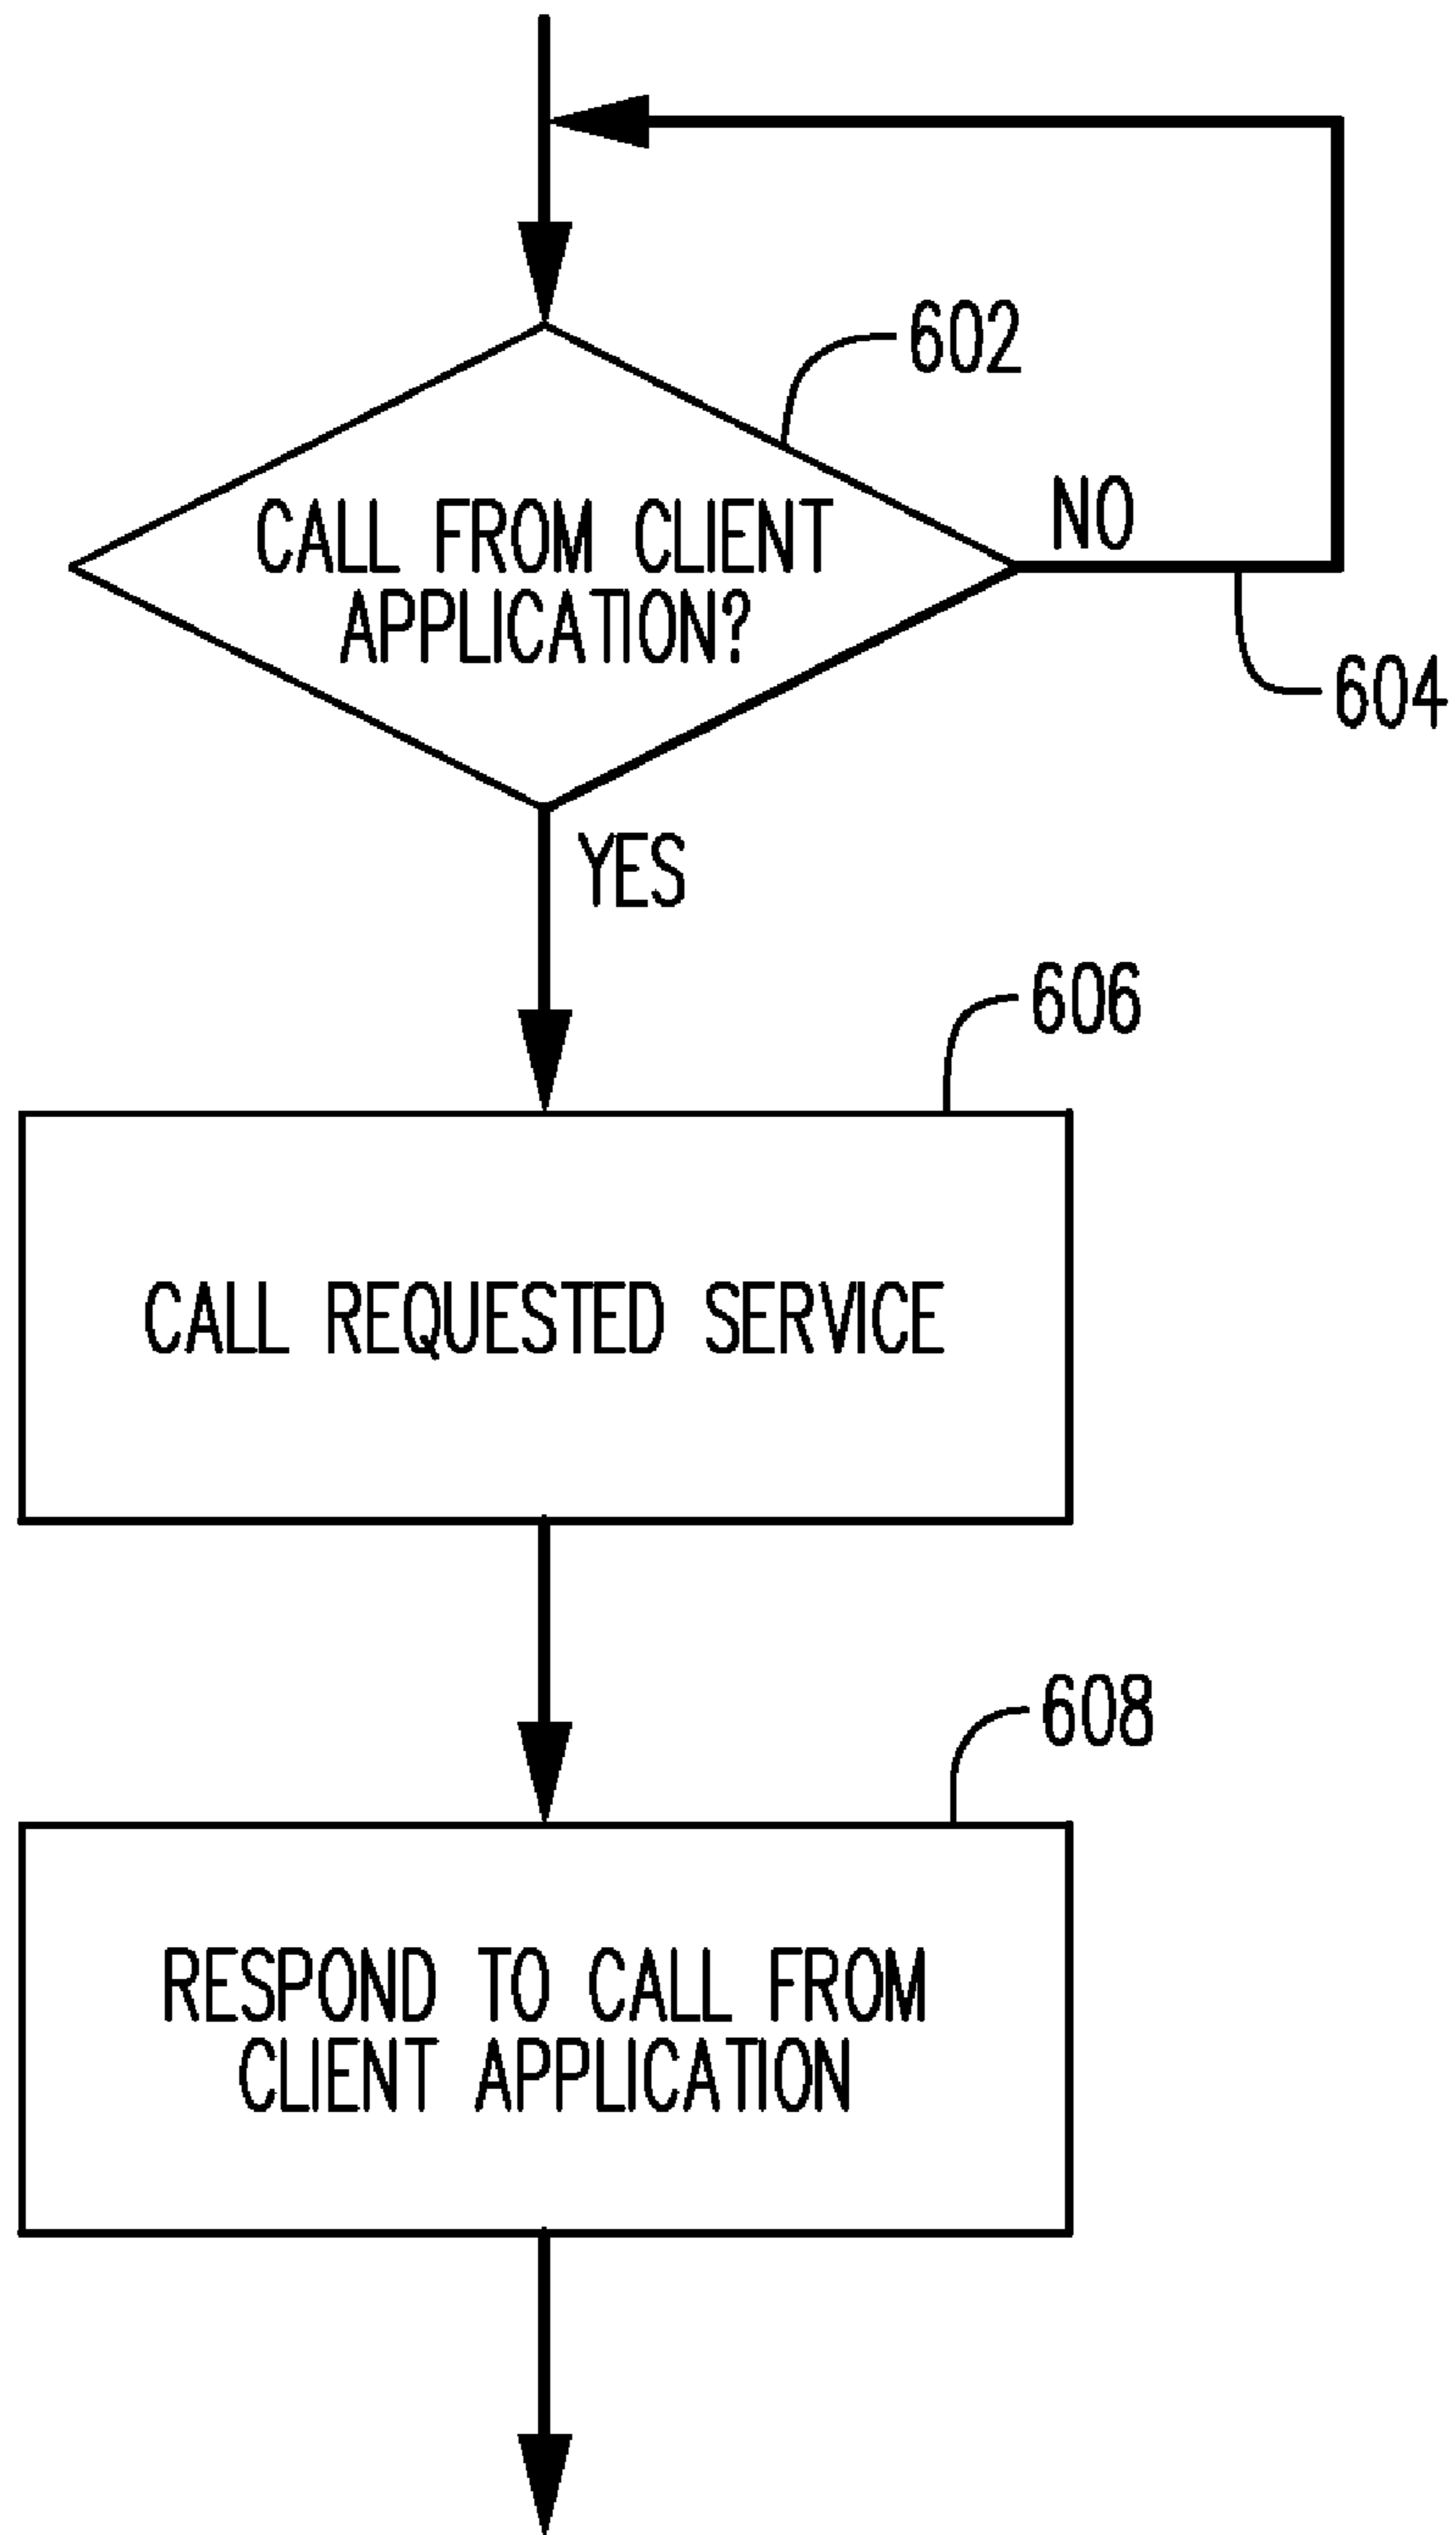 602
CALL FROM CLIENT
APPLICATION?
NO
604
YES
606
CALL REQUESTED SERVICE
608
RESPOND TO CALL FROM
CLIENT APPLICATION